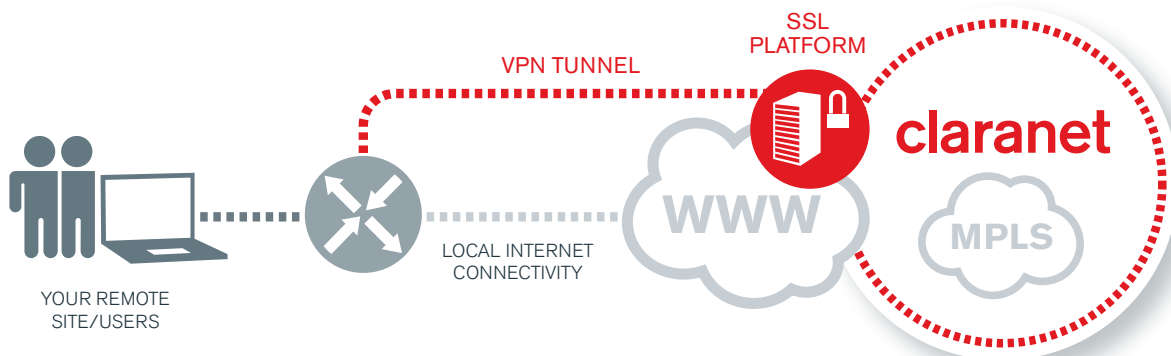 SSL
PLATFORM
VPN TUNNEL
claranet
WWW
MPLS
LOCAL INTERNET
CONNECTIVITY
YOUR REMOTE
SITE/USERS